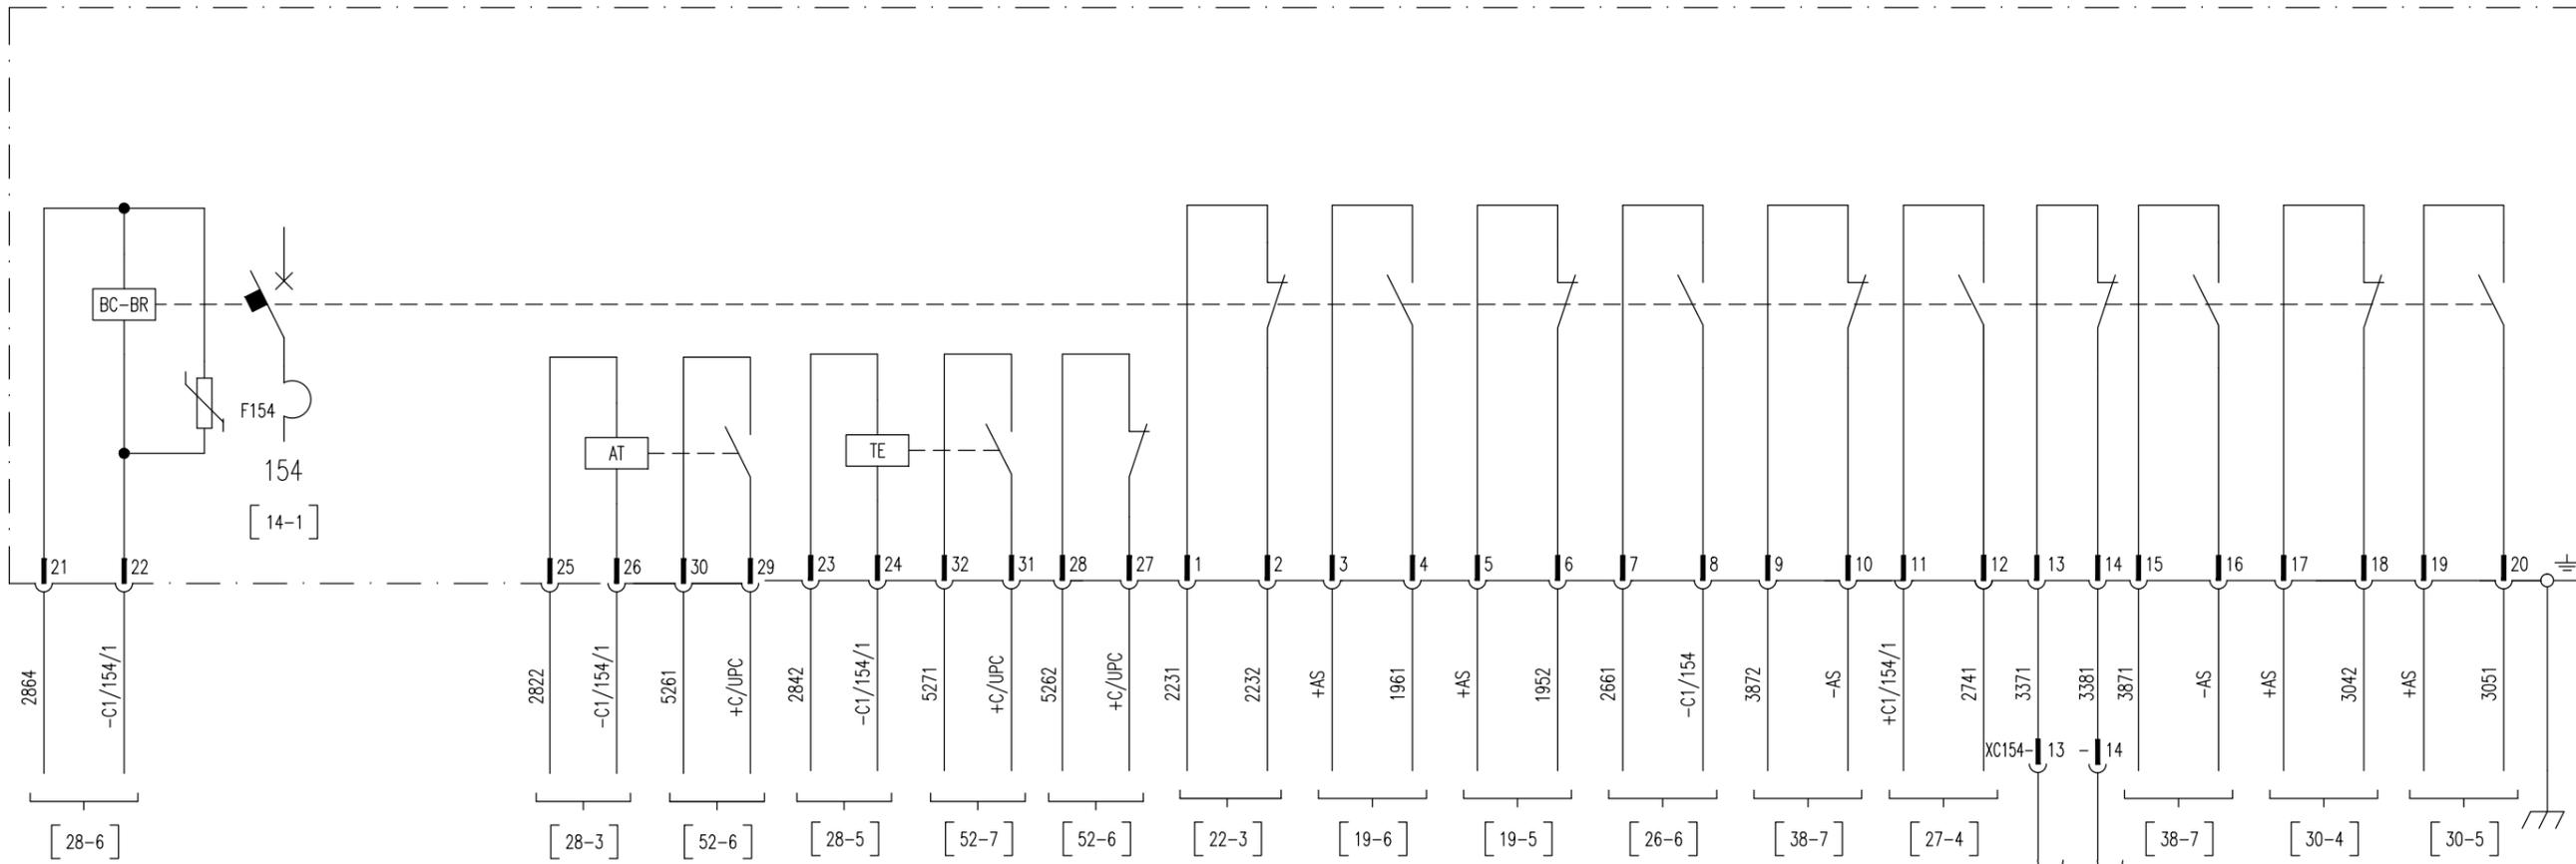 BC-BR
F154
154
14-1
AT
TE
21 22 25 26 30 29 23 24 32 31 28 27 1 2 3 4 5 6 7 8 9 10 11 12 13 14 15 16 17 18 19 20
2864
-C1/154/1
2822
-C1/154/1
5261
+C/UPC
2842
-C1/154/1
5271
+C/UPC
5262
+C/UPC
2231
2232
+AS
1961
+AS
1952
2661
-C1/154
3872
-AS
+C1/154/1
2741
3371
3381
3871
-AS
+AS
3042
+AS
3051
XC154- 13 - 14
28-6 28-3 52-6 28-5 52-7 52-6 22-3 19-6 19-5 26-6 38-7 27-4 38-7 30-4 30-5